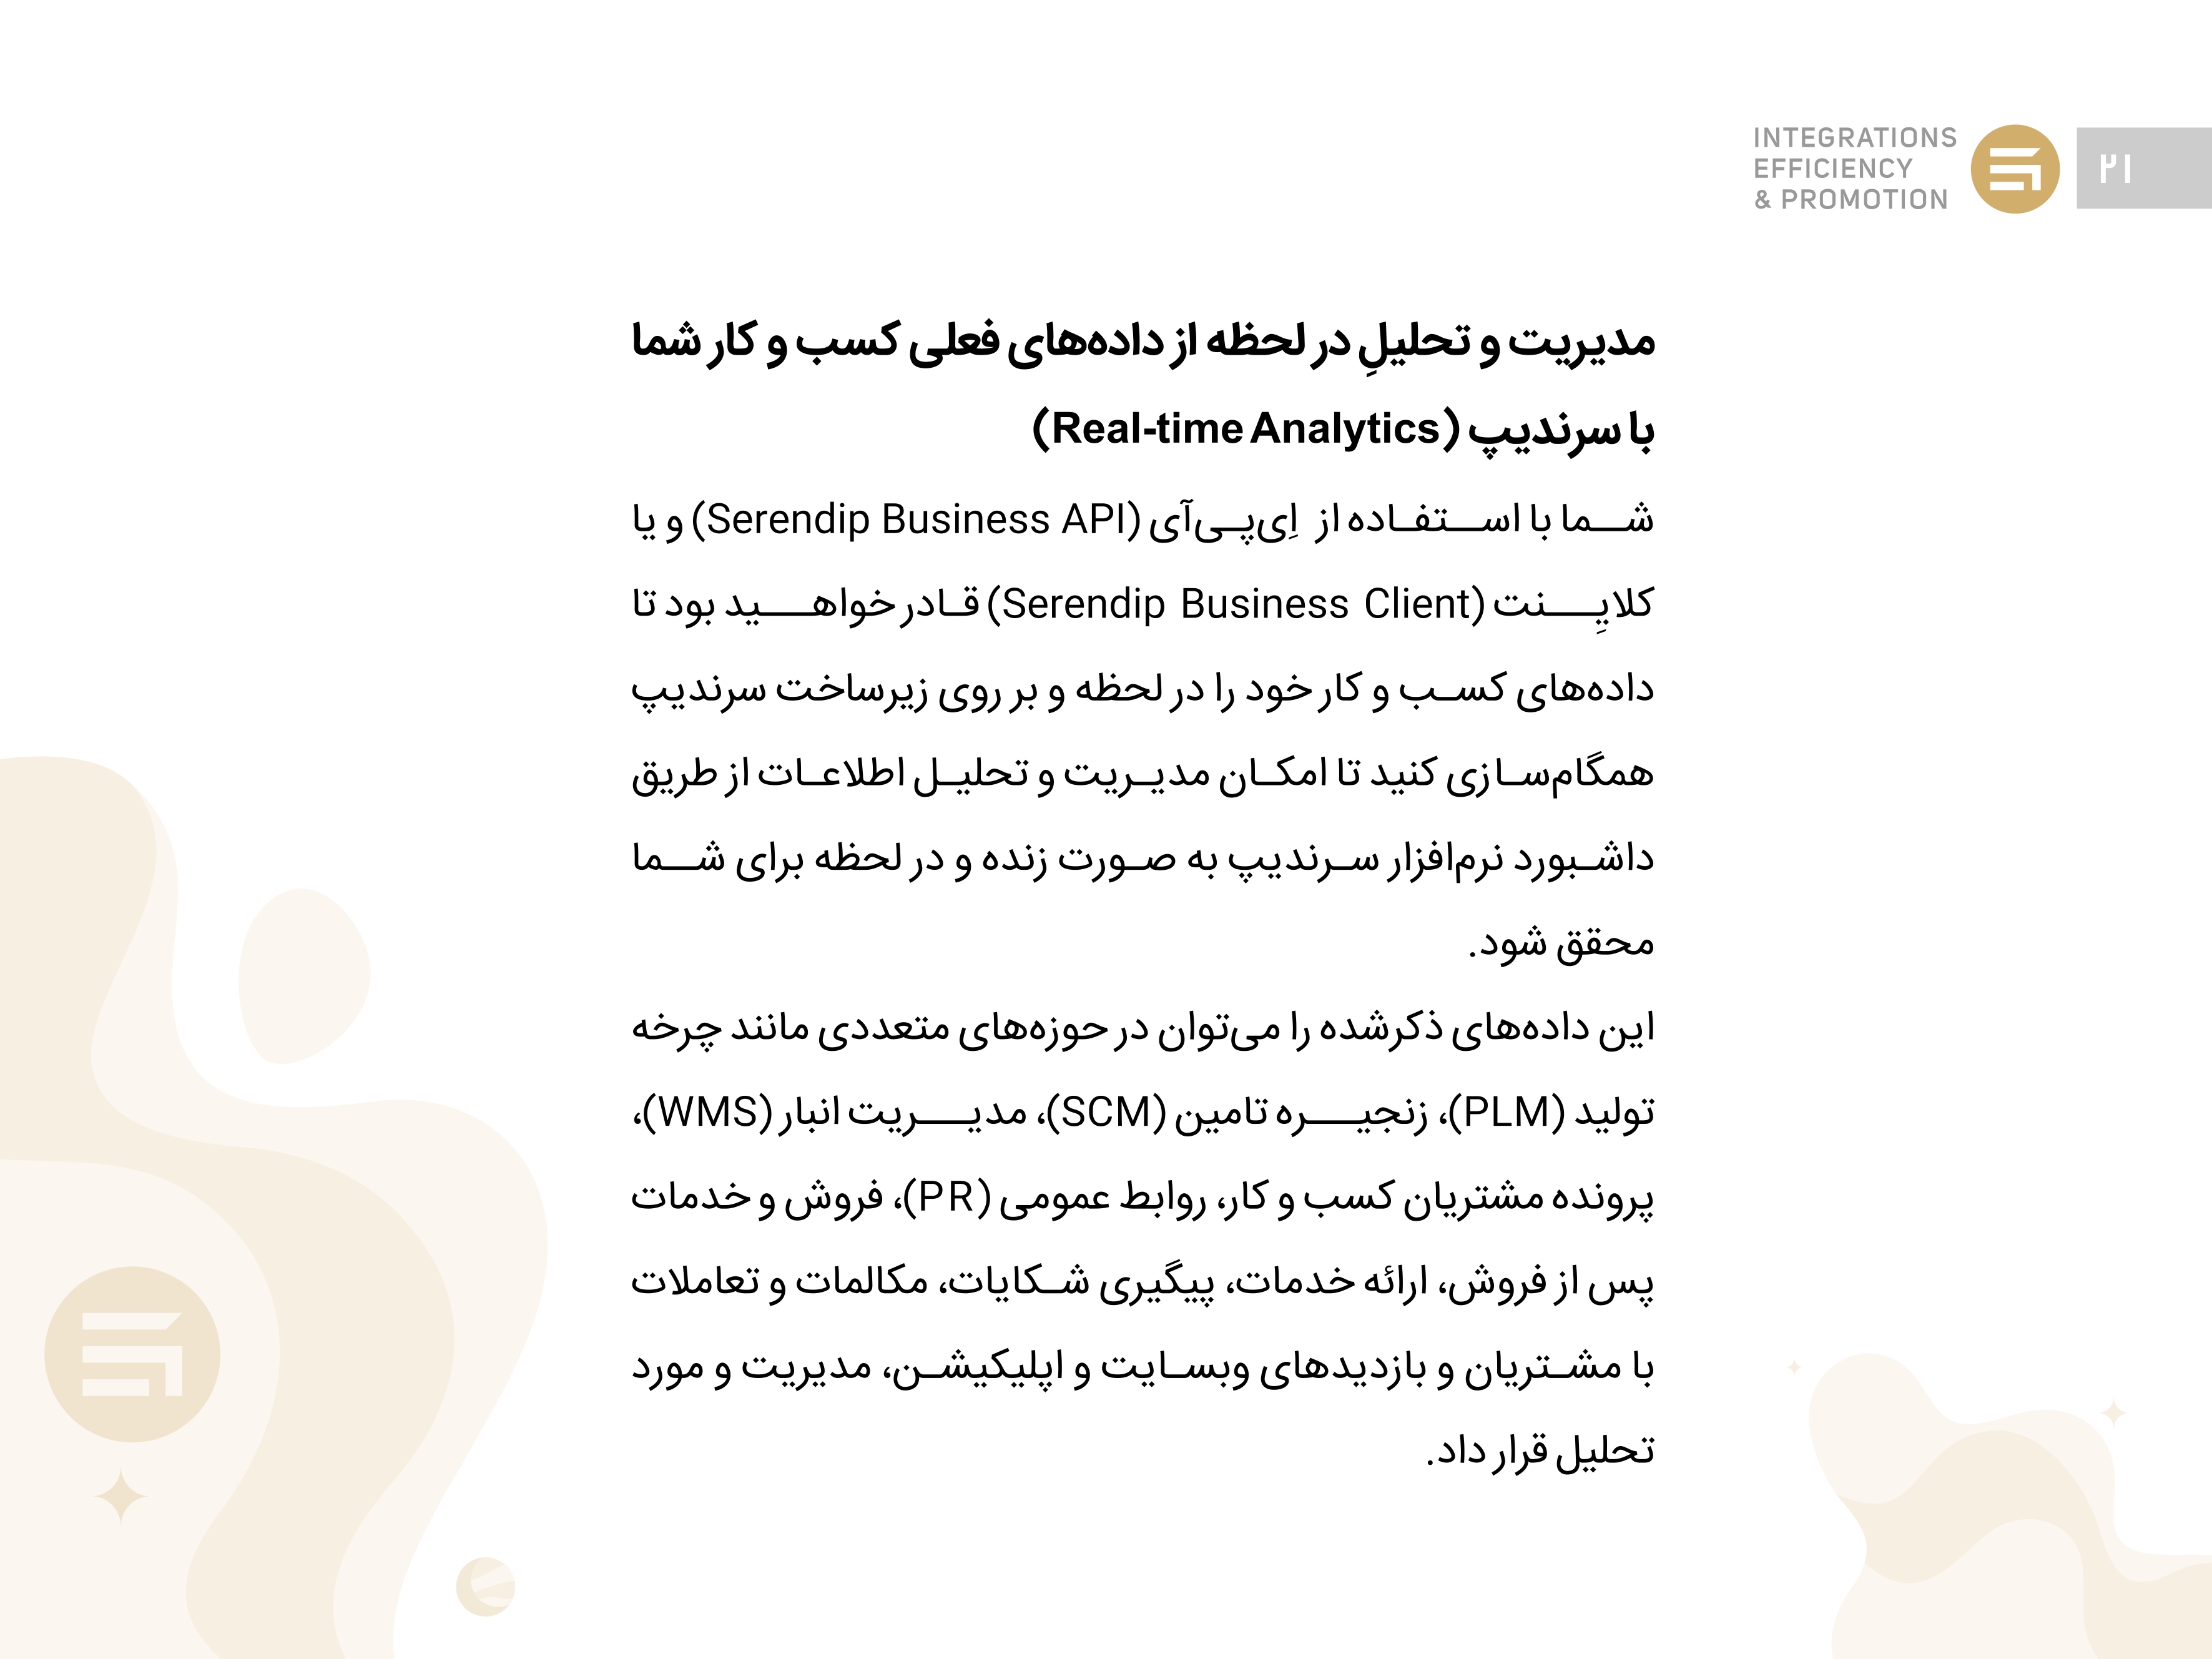 INTEGRATIONS
EFFICIENCY
& PROMOTION
۲۱
مدیریت و تحلیلِ در لحظه از داده‌های فعلی کسب و کار شما
با سرندیپ (Real-time Analytics)
شما با استفاده از اِی‌پی‌آی (Serendip Business API) و یا
کلایِنت (Serendip Business Client) قادر خواهید بود تا
داده‌های کسب و کار خود را در لحظه و بر روی زیرساخت سرندیپ
همگام‌سازی کنید تا امکان مدیریت و تحلیل اطلاعات از طریق
داشبورد نرم‌افزار سرندیپ به صورت زنده و در لحظه برای شما
محقق شود.
این داده‌های ذکرشده را می‌توان در حوزه‌های متعددی مانند چرخه
تولید (PLM)، زنجیره تامین (SCM)، مدیریت انبار (WMS)،
پرونده مشتریان کسب و کار، روابط عمومی (PR)، فروش و خدمات
پس از فروش، ارائه خدمات، پیگیری شکایات، مکالمات و تعاملات
با مشتریان و بازدیدهای وبسایت و اپلیکیشن، مدیریت و مورد
تحلیل قرار داد.